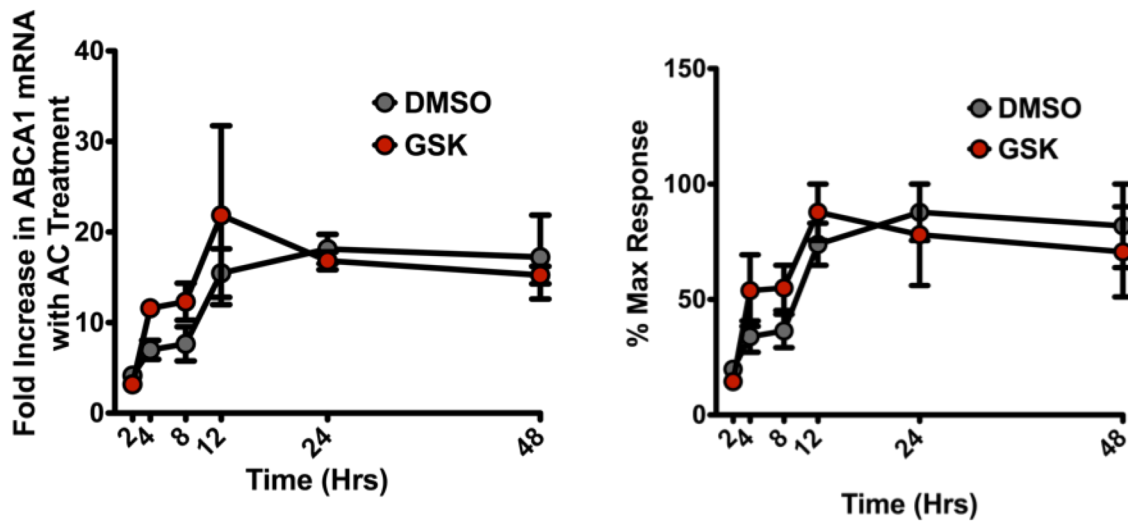 Fold Increase in ABCA1 mRNA
with AC Treatment
40
30
20
10
0
DMSO
GSK
2
4
8
12
24
48
Time (Hrs)
% Max Response
150
100
50
0
DMSO
GSK
2
4
8
12
24
48
Time (Hrs)